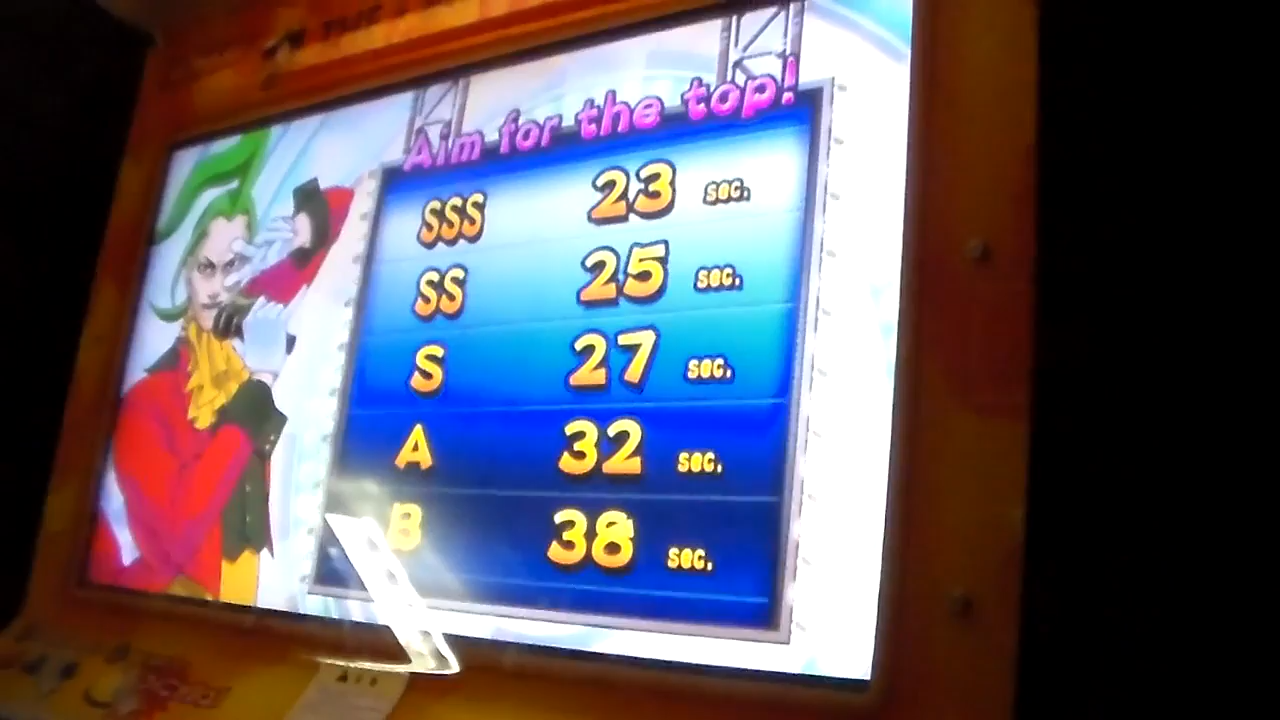 Aim for the top!
SSS 23 sec.
SS 25 sec.
S 27 sec.
A 32 sec.
B 38 sec.